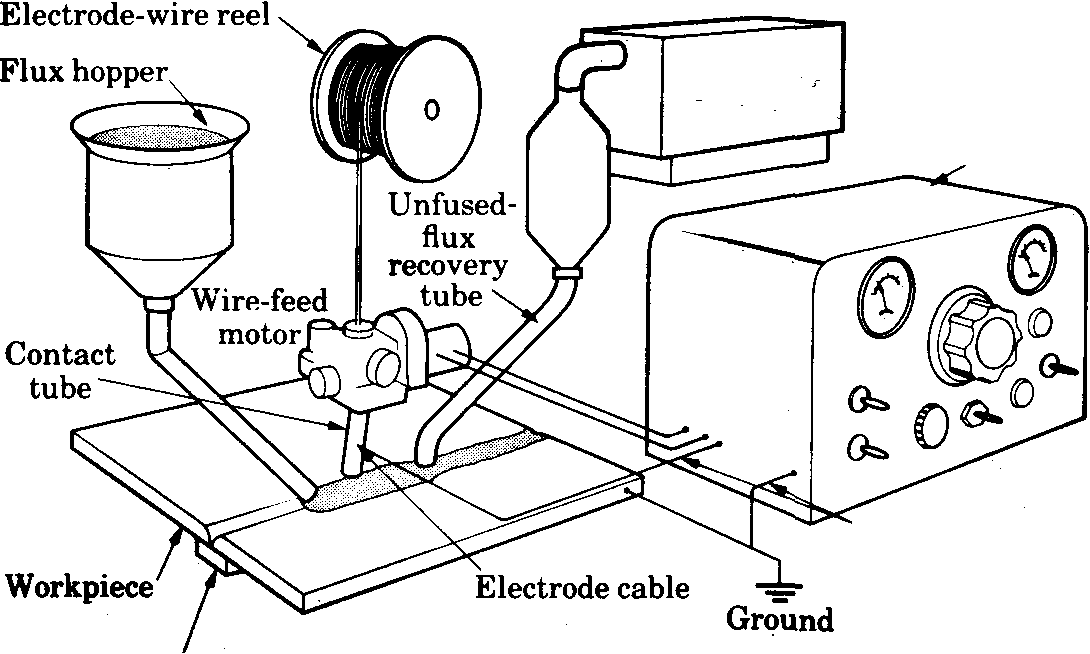 Electrode-wire reel
Flux hopper
Unfused-
flux
recovery
tube
Wire-feed
motor
Contact
tube
Workpiece
Electrode cable
Ground